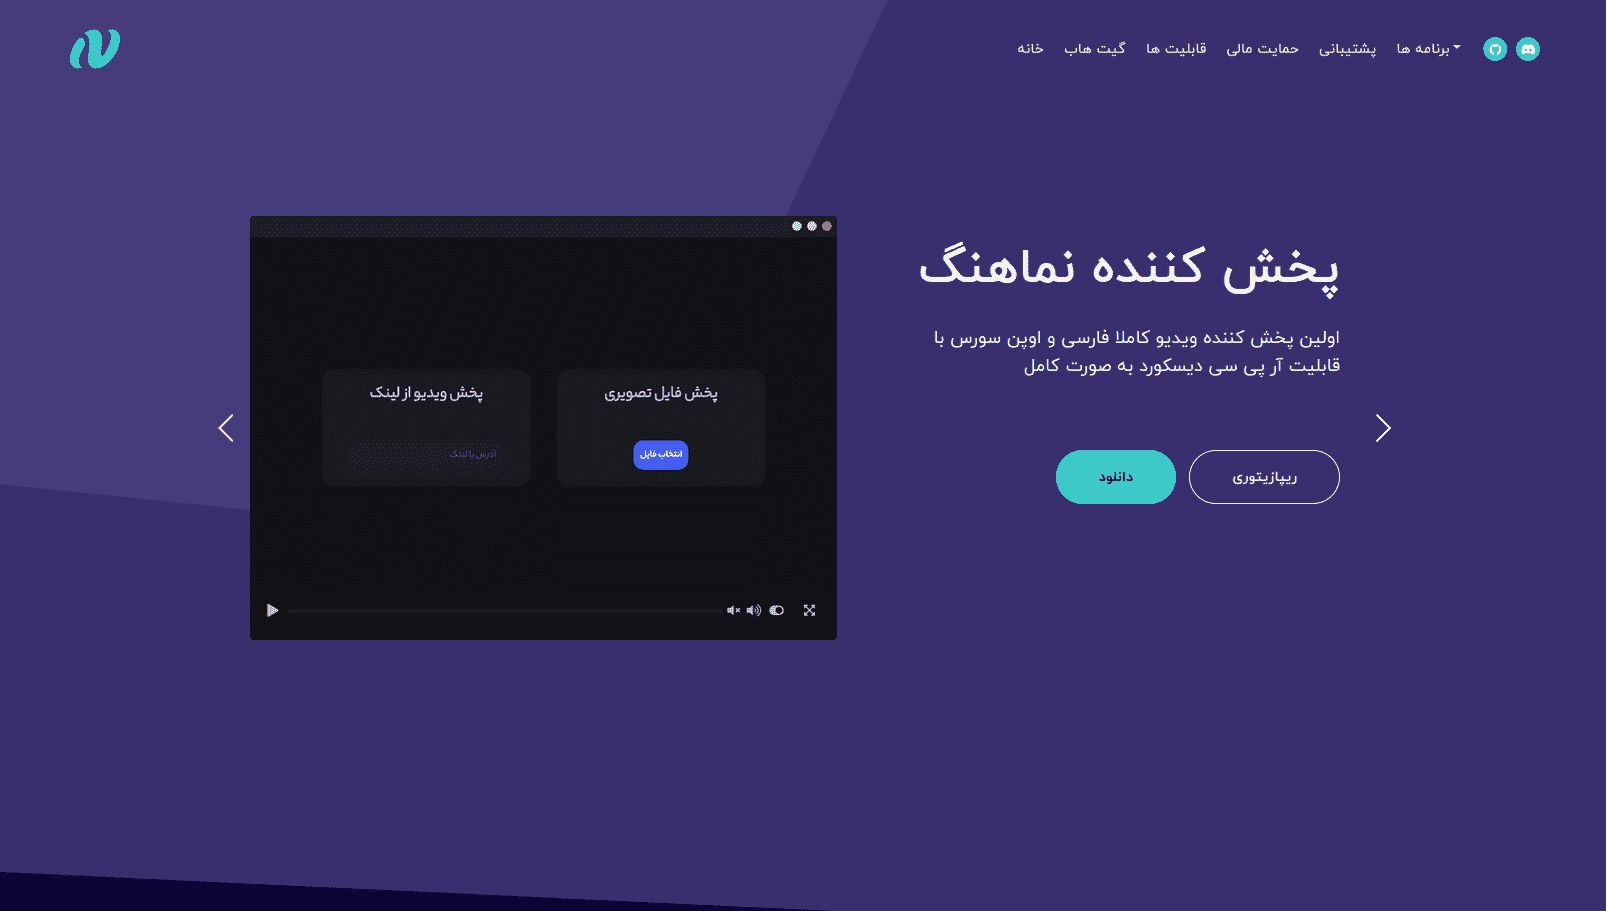 برنامه ها
پشتیبانی
حمایت مالی
قابلیت ها
گیت هاب
خانه
پخش کننده نماهنگ
اولین پخش کننده ویدیو کاملا فارسی و اوپن سورس با
قابلیت آر پی سی دیسکورد به صورت کامل
ریپازیتوری
دانلود
پخش فایل تصویری
انتخاب فایل
پخش ویدیو از لینک
آدرس یا لینک